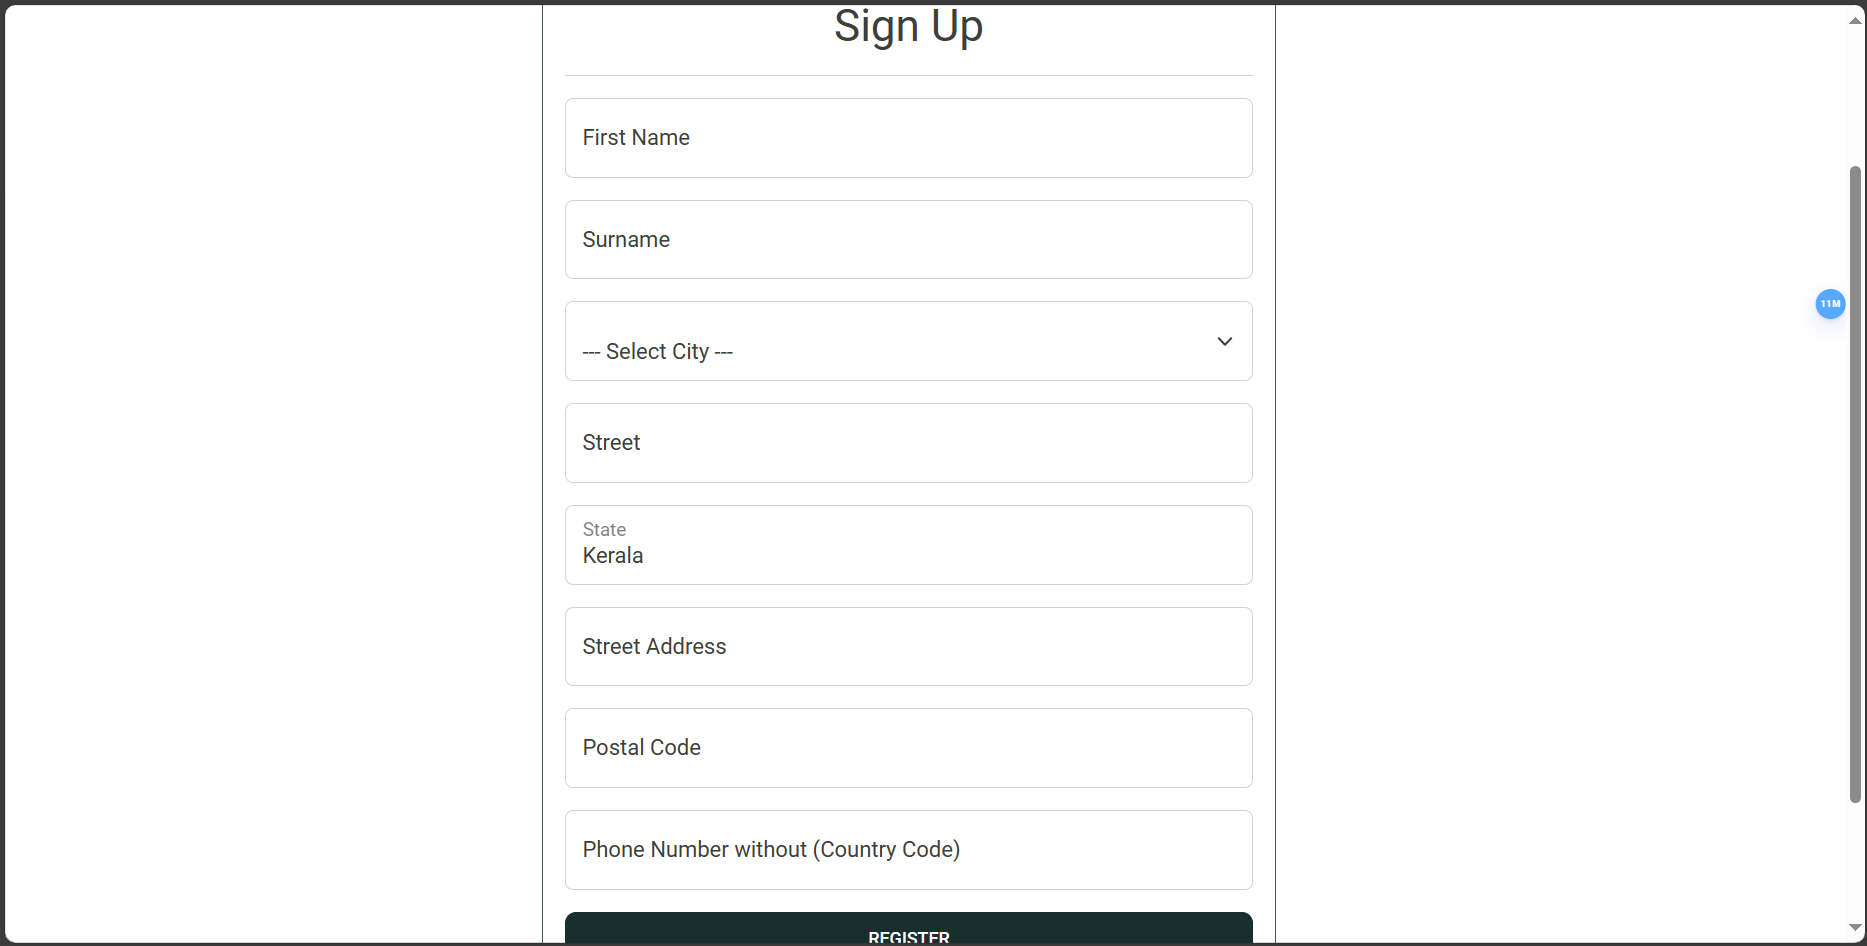 Sign Up
First Name
Surname
--- Select City ---
Street
State
Kerala
Street Address
Postal Code
Phone Number without (Country Code)
REGISTER
11M